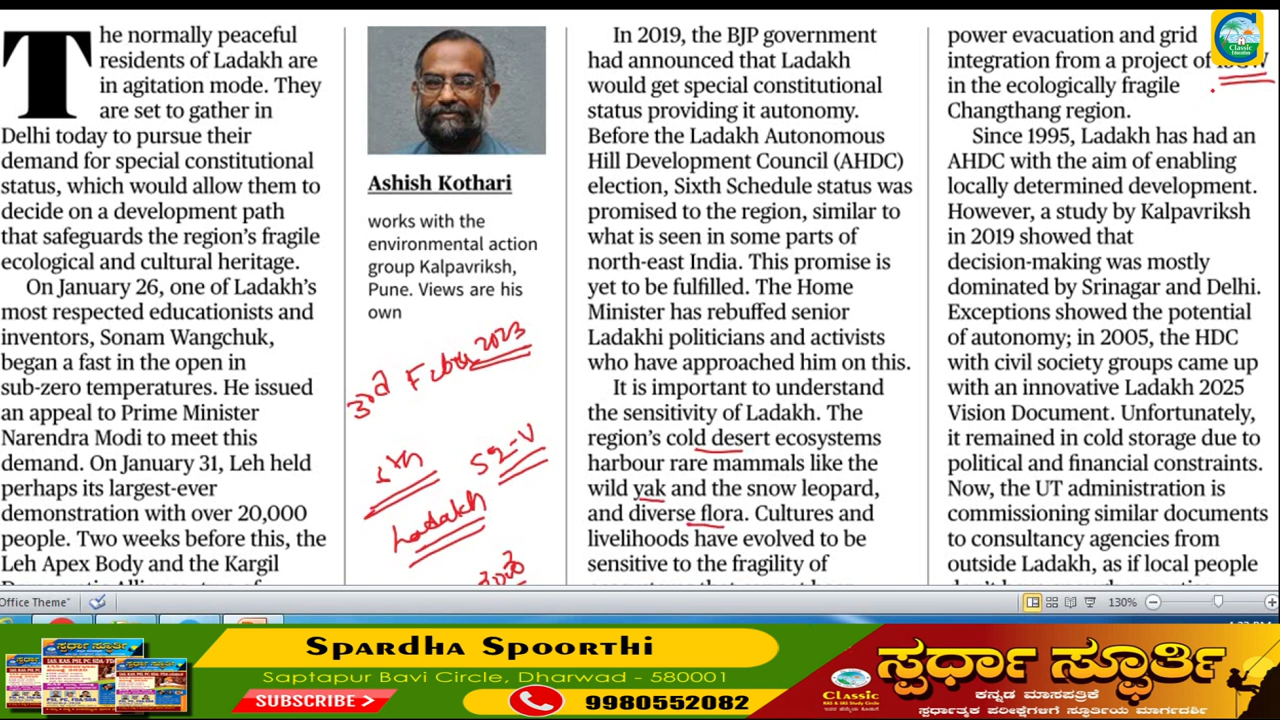 The normally peaceful
residents of Ladakh are
in agitation mode. They
are set to gather in
Delhi today to pursue their
demand for special constitutional
status, which would allow them to
decide on a development path
that safeguards the region's fragile
ecological and cultural heritage.
On January 26, one of Ladakh's
most respected educationists and
inventors, Sonam Wangchuk,
began a fast in the open in
sub-zero temperatures. He issued
an appeal to Prime Minister
Narendra Modi to meet this
demand. On January 31, Leh held
perhaps its largest-ever
demonstration with over 20,000
people. Two weeks before this, the
Leh Apex Body and the Kargil
Ashish Kothari
works with the
environmental action
group Kalpavriksh,
Pune. Views are his
own
3rd 2023
Ladakh
In 2019, the BJP government
had announced that Ladakh
would get special constitutional
status providing it autonomy.
Before the Ladakh Autonomous
Hill Development Council (AHDC)
election, Sixth Schedule status was
promised to the region, similar to
what is seen in some parts of
north-east India. This promise is
yet to be fulfilled. The Home
Minister has rebuffed senior
Ladakhi politicians and activists
who have approached him on this.
It is important to understand
the sensitivity of Ladakh. The
region's cold desert ecosystems
harbour rare mammals like the
wild yak and the snow leopard,
and diverse flora. Cultures and
livelihoods have evolved to be
sensitive to the fragility of
power evacuation and grid
integration from a project of
in the ecologically fragile
Changthang region.
Since 1995, Ladakh has had an
AHDC with the aim of enabling
locally determined development.
However, a study by Kalpavriksh
in 2019 showed that
decision-making was mostly
dominated by Srinagar and Delhi.
Exceptions showed the potential
of autonomy; in 2005, the HDC
with civil society groups came up
with an innovative Ladakh 2025
Vision Document. Unfortunately,
it remained in cold storage due to
political and financial constraints.
Now, the UT administration is
commissioning similar documents
to consultancy agencies from
outside Ladakh, as if local people
Classic
Education
Office Theme"
130%
Spardha Spoorthi
Saptapur Bavi Circle, Dharwad - 580001
SUBSCRIBE
9980552082
ಸ್ಪರ್ಧಾ ಸ್ಫೂರ್ತಿ
ಕನ್ನಡ ಮಾಸಪತ್ರಿಕೆ
ಸ್ಪರ್ಧಾತ್ಮಕ ಪರೀಕ್ಷೆಗಳಿಗೆ ಸ್ಫೂರ್ತಿಯ ಮಾರ್ಗದರ್ಶಿ
Classic